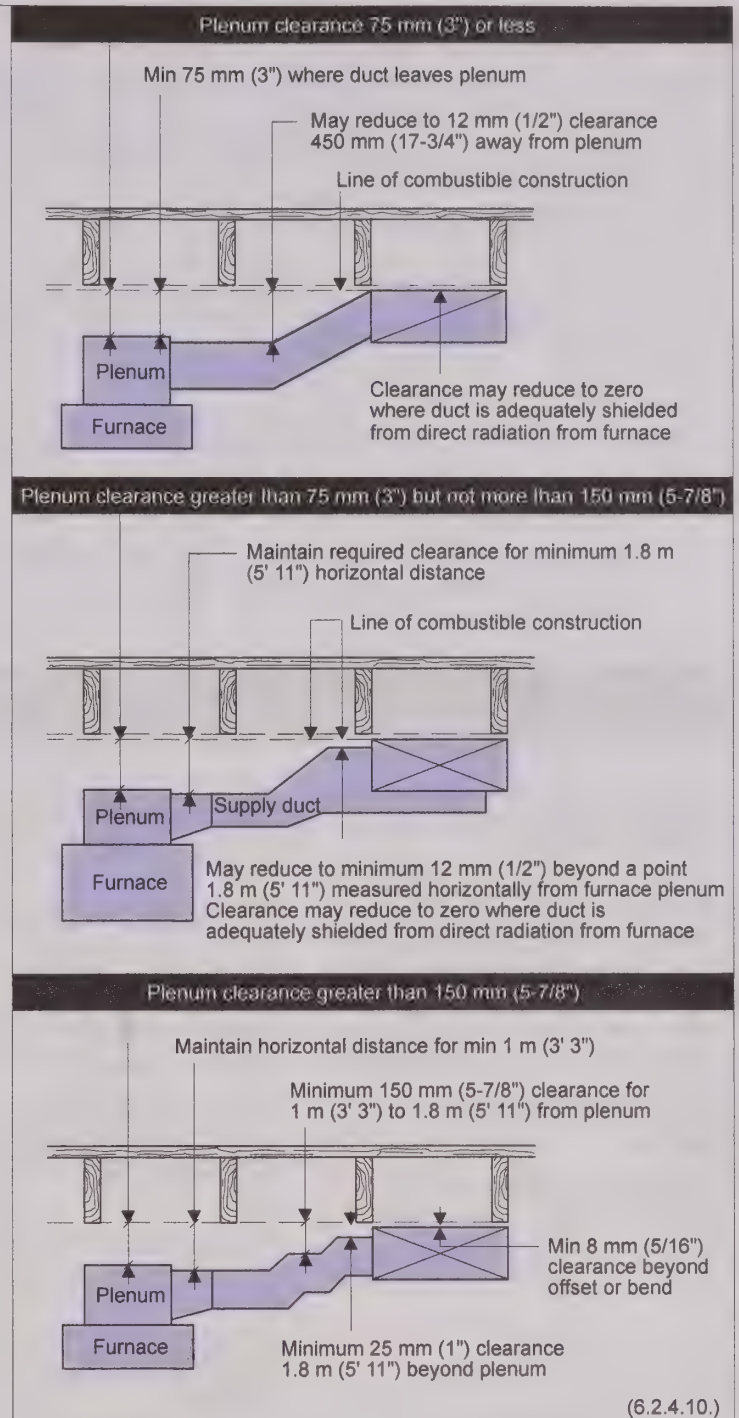 Plenum clearance 75 mm (3") or less
Min 75 mm (3") where duct leaves plenum
May reduce to 12 mm (1/2") clearance
450 mm (17-3/4") away from plenum
Line of combustible construction
Plenum
Furnace
Clearance may reduce to zero
where duct is adequately shielded
from direct radiation from furnace
Plenum clearance greater than 75 mm (3") but not more than 150 mm (5-7/8")
Maintain required clearance for minimum 1.8 m
(5' 11") horizontal distance
Line of combustible construction
Plenum
Supply duct
Furnace
May reduce to minimum 12 mm (1/2") beyond a point
1.8 m (5' 11") measured horizontally from furnace plenum
Clearance may reduce to zero where duct is
adequately shielded from direct radiation from furnace
Plenum clearance greater than 150 mm (5-7/8")
Maintain horizontal distance for min 1 m (3' 3")
Minimum 150 mm (5-7/8") clearance for
1 m (3' 3") to 1.8 m (5' 11") from plenum
Plenum
Furnace
Min 8 mm (5/16")
clearance beyond
offset or bend
Minimum 25 mm (1") clearance
1.8 m (5' 11") beyond plenum
(6.2.4.10.)